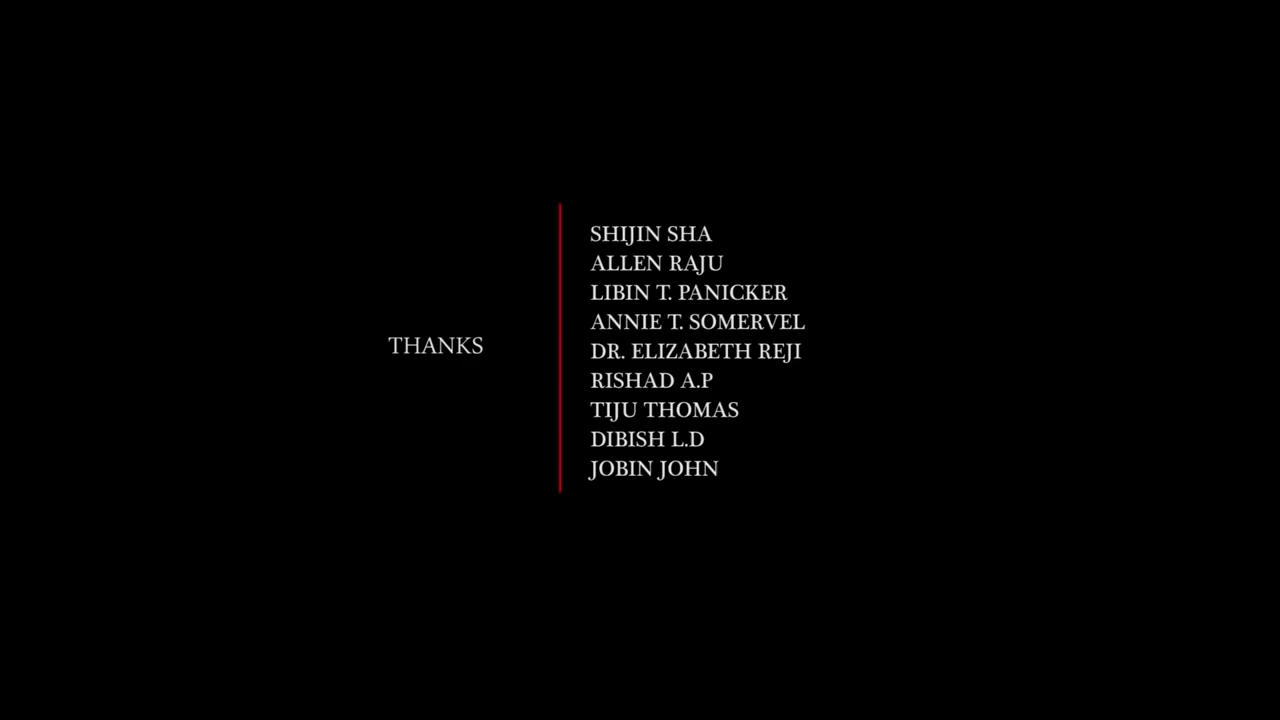 THANKS
SHIJIN SHA
ALLEN RAJU
LIBIN T. PANICKER
ANNIE T. SOMERVEL
DR. ELIZABETH REJI
RISHAD A.P
TIJU THOMAS
DIBISH L.D
JOBIN JOHN